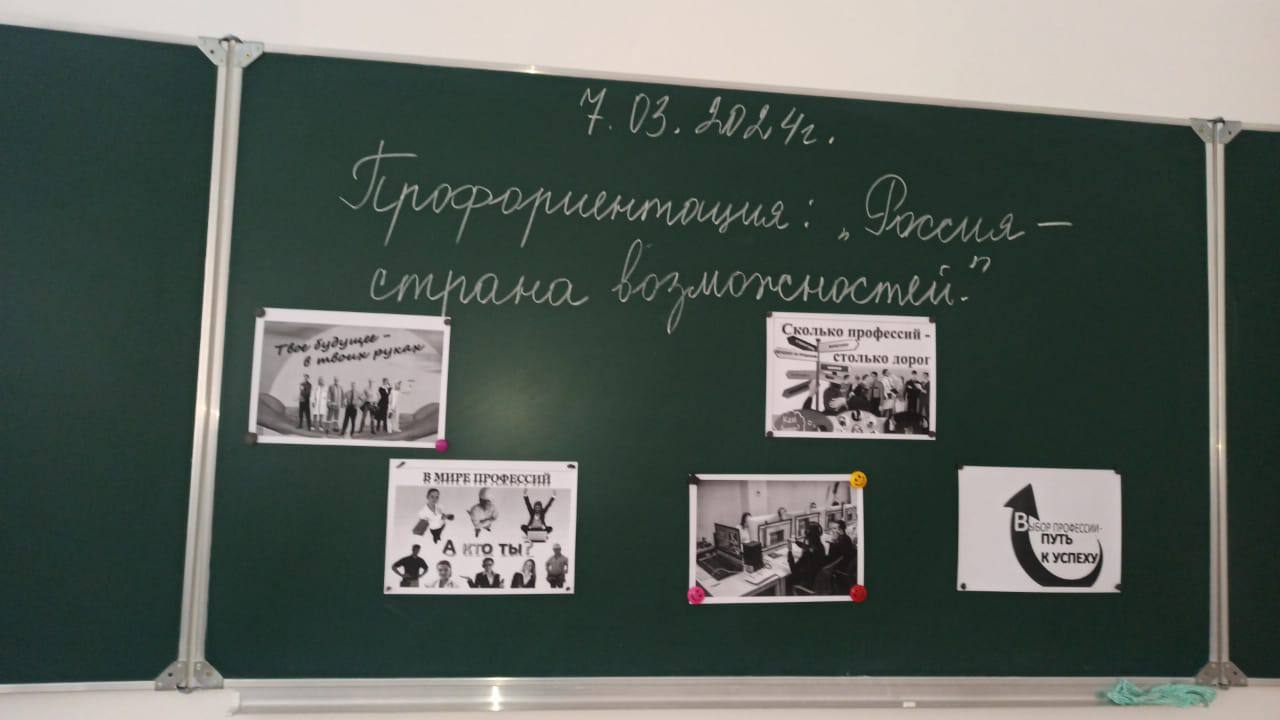 7.03.2024г.
Профориентация: „Россия —
страна возможностей."
Твое будущее -
в твоих руках
Сколько профессий -
столько дорог
В МИРЕ ПРОФЕССИЙ
А КТО ТЫ?
ВЫБОР ПРОФЕССИИ-
ПУТЬ
К УСПЕХУ